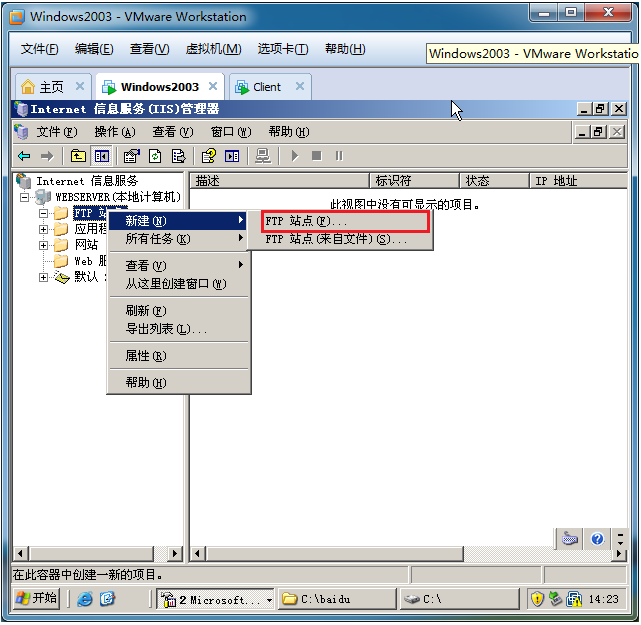 Windows2003 - VMware Workstation
文件(F) 编辑(E) 查看(V) 虚拟机(M) 选项卡(T) 帮助(H)
Windows2003 - VMware Workstatio
主页 Windows2003 Client
Internet 信息服务(IIS)管理器
文件(F) 操作(A) 查看(V) 窗口(W) 帮助(H)
Internet 信息服务
描述 标识符 状态 IP 地址
WEBSERVER(本地计算机)
此视图中没有可显示的项目。
FTP 站
新建(N)
FTP 站点(F)...
应用程
所有任务(K)
FTP 站点(来自文件)(S)...
网站
Web 服
查看(V)
默认
从这里创建窗口(W)
刷新(F)
导出列表(L)...
属性(R)
帮助(H)
在此容器中创建一新的项目。
开始 2 Microsoft... C:\baidu C:\ 14:23